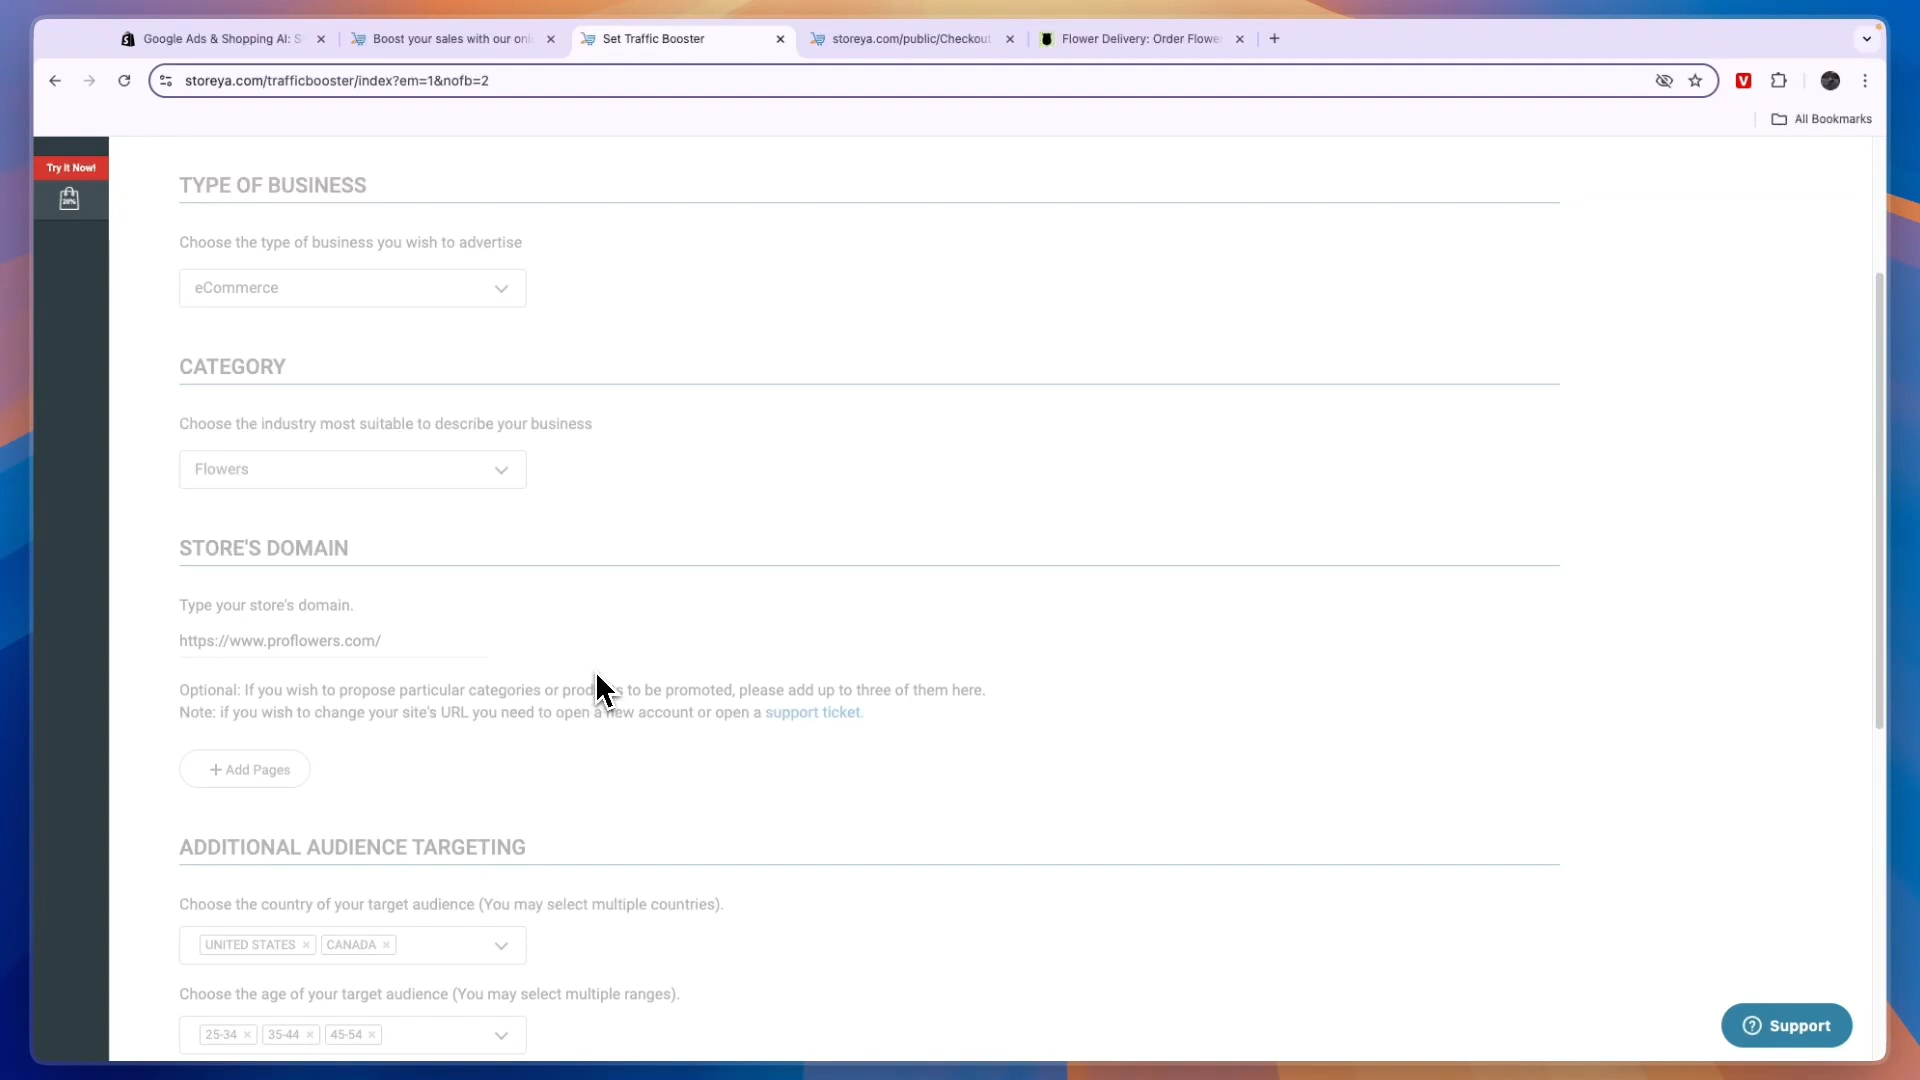 Google Ads & Shopping AI: S
Boost your sales with our onl
Set Traffic Booster
storeya.com/public/Checkout
Flower Delivery: Order Flowe
storeya.com/trafficbooster/index?em=1&nofb=2
All Bookmarks
Try it Now!
20%
TYPE OF BUSINESS
Choose the type of business you wish to advertise
eCommerce
CATEGORY
Choose the industry most suitable to describe your business
Flowers
STORE'S DOMAIN
Type your store's domain.
https://www.proflowers.com/
Optional: If you wish to propose particular categories or products to be promoted, please add up to three of them here.
Note: if you wish to change your site's URL you need to open a new account or open a support ticket.
+ Add Pages
ADDITIONAL AUDIENCE TARGETING
Choose the country of your target audience (You may select multiple countries).
UNITED STATES × CANADA ×
Choose the age of your target audience (You may select multiple ranges).
25-34 × 35-44 × 45-54 ×
Support